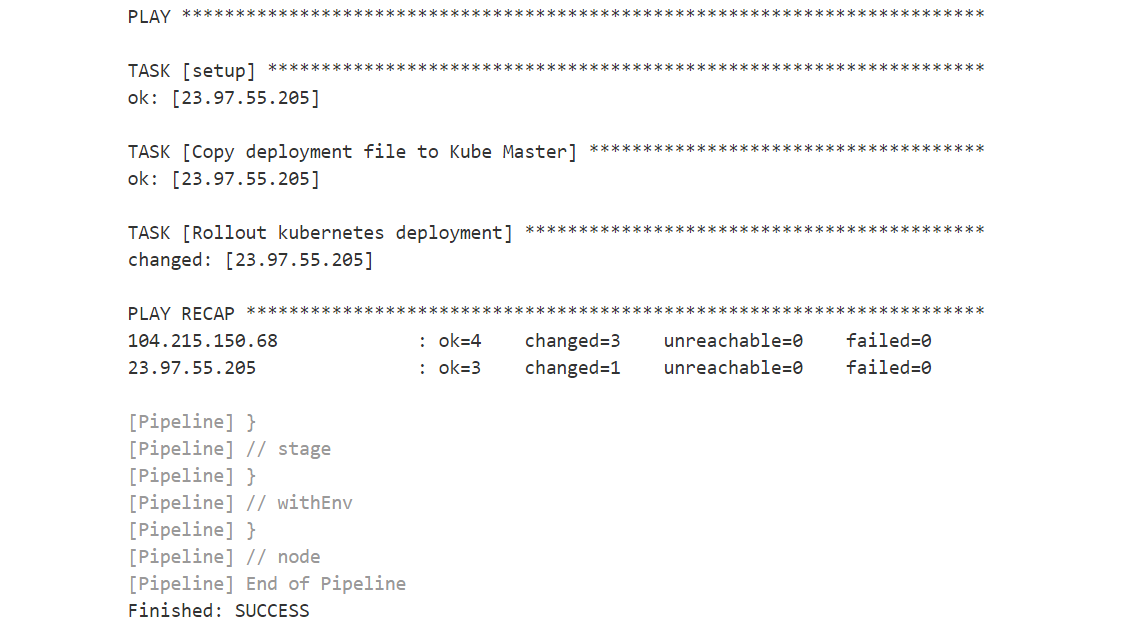 PLAY ***************************************************************************
TASK [setup] *******************************************************************
ok: [23.97.55.205]
TASK [Copy deployment file to Kube Master] *************************************
ok: [23.97.55.205]
TASK [Rollout kubernetes deployment] *******************************************
changed: [23.97.55.205]
PLAY RECAP *********************************************************************
104.215.150.68             : ok=4    changed=3    unreachable=0    failed=0
23.97.55.205               : ok=3    changed=1    unreachable=0    failed=0
[Pipeline] }
[Pipeline] // stage
[Pipeline] }
[Pipeline] // withEnv
[Pipeline] }
[Pipeline] // node
[Pipeline] End of Pipeline
Finished: SUCCESS